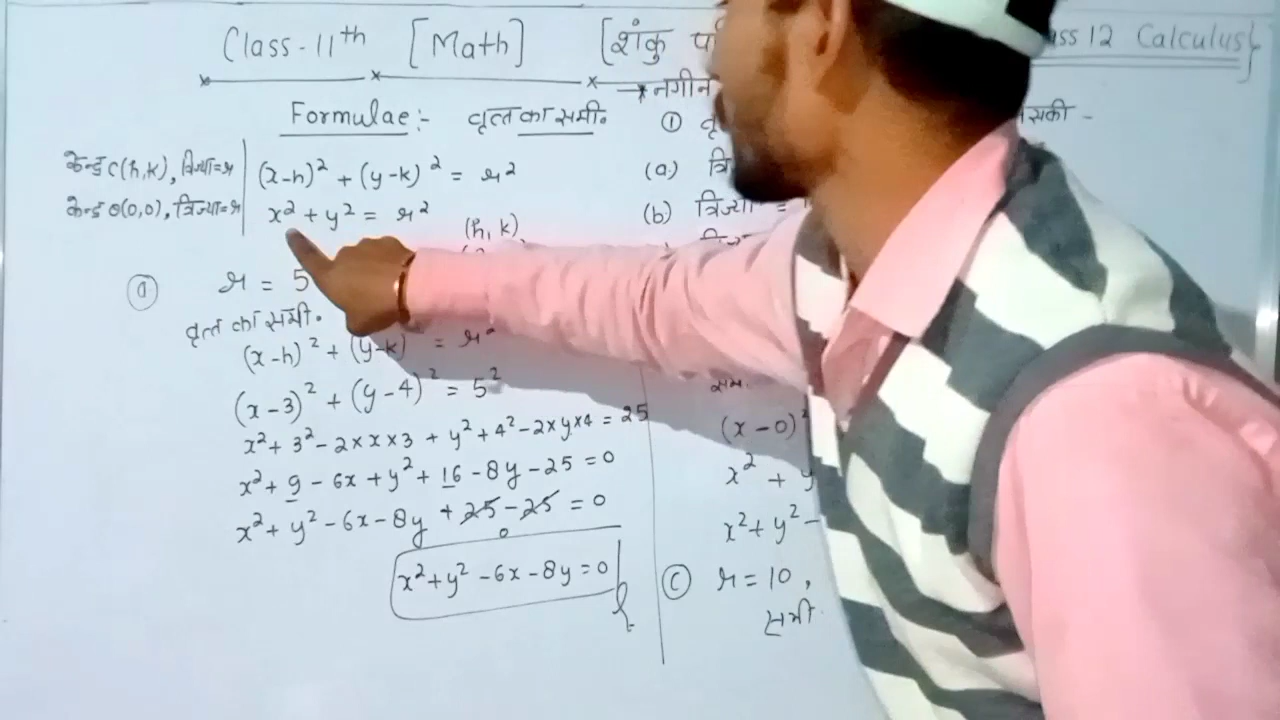 Class-11th [Math] [शंकु
Class 12 Calculus}
Formulae:- वृत्त का समी०
→ नगीन
केन्द्र C(h,k), त्रिज्या=r | (x-h)² + (y-k)² = r²
केन्द्र O(0,0), त्रिज्या=r | x² + y² = r²
(h, k),
① वृ
(a)
(b) त्रिज्या =
ⓐ r = 5
वृत्त का समी०
(x-h)² + (y-k) = r²
(x-3)² + (y-4)² = 5²
x² + 3² - 2×x×3 + y² + 4² - 2×y×4 = 25
x² + 9 - 6x + y² + 16 - 8y - 25 = 0
x² + y² - 6x - 8y + 25 - 25 = 0
0
x² + y² - 6x - 8y = 0
(x-0)²
x² + y
x² + y² -
ⓒ r = 10,
समी०